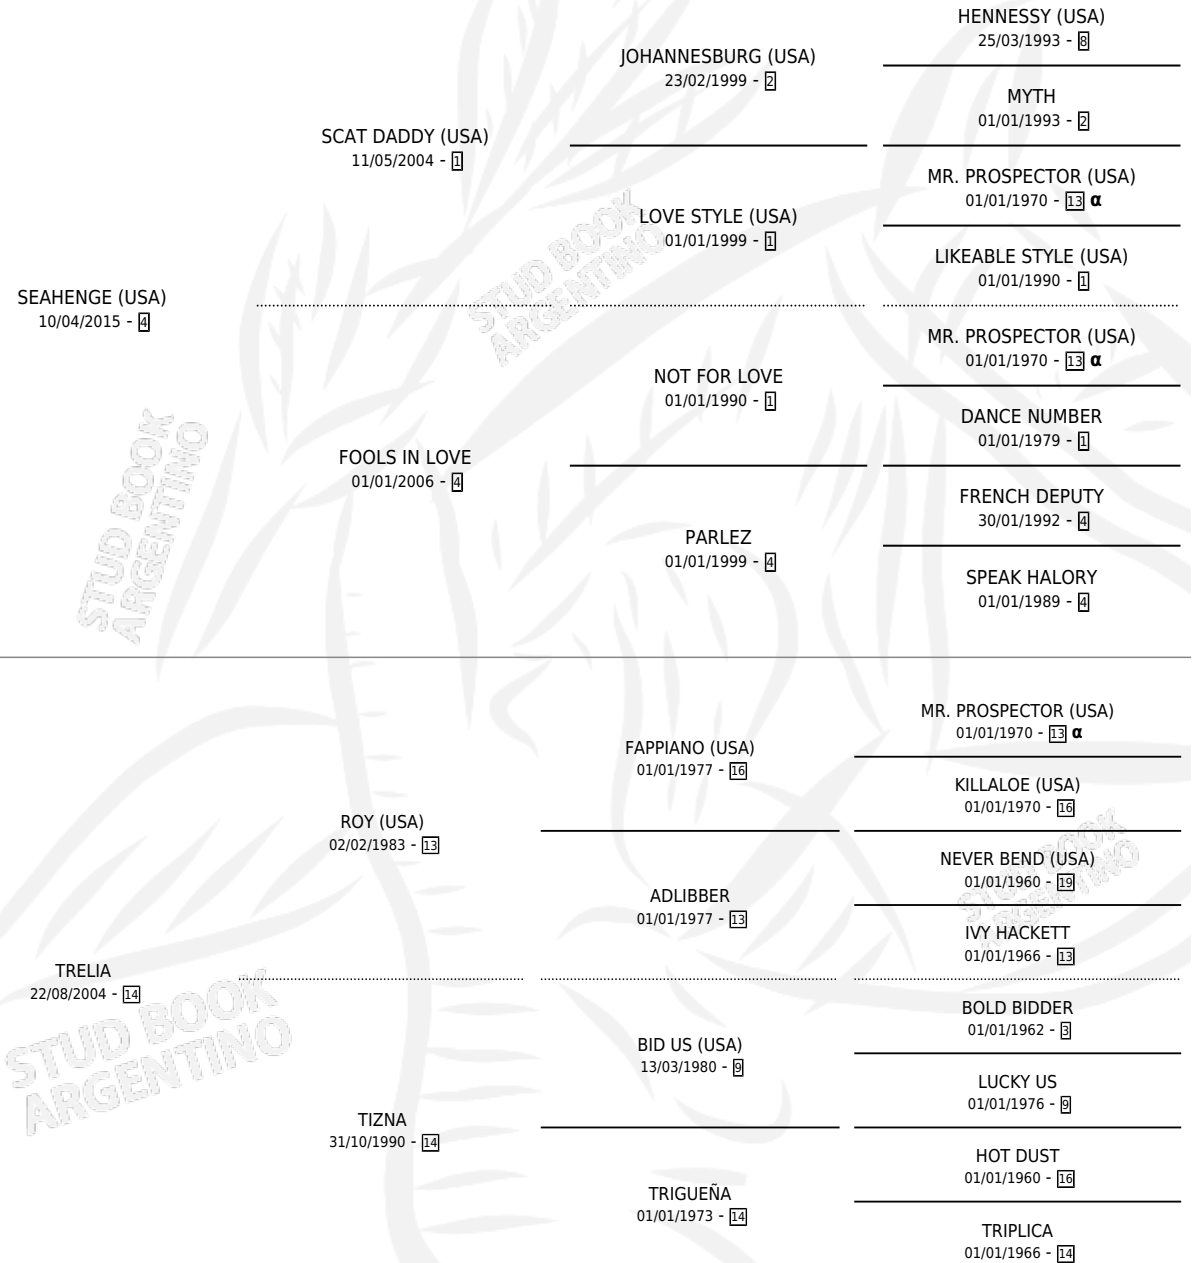 HENNESSY (USA)
25/03/1993 - 8
JOHANNESBURG (USA)
23/02/1999 - 2
MYTH
01/01/1993 - 2
SCAT DADDY (USA)
11/05/2004 - 1
MR. PROSPECTOR (USA)
01/01/1970 - 13 α
LOVE STYLE (USA)
01/01/1999 - 1
LIKEABLE STYLE (USA)
01/01/1990 - 1
SEAHENGE (USA)
10/04/2015 - 4
MR. PROSPECTOR (USA)
01/01/1970 - 13 α
NOT FOR LOVE
01/01/1990 - 1
DANCE NUMBER
01/01/1979 - 1
FOOLS IN LOVE
01/01/2006 - 4
FRENCH DEPUTY
30/01/1992 - 4
PARLEZ
01/01/1999 - 4
SPEAK HALORY
01/01/1989 - 4
MR. PROSPECTOR (USA)
01/01/1970 - 13 α
FAPPIANO (USA)
01/01/1977 - 16
KILLALOE (USA)
01/01/1970 - 16
ROY (USA)
02/02/1983 - 13
NEVER BEND (USA)
01/01/1960 - 19
ADLIBBER
01/01/1977 - 13
IVY HACKETT
01/01/1966 - 13
TRELIA
22/08/2004 - 14
BOLD BIDDER
01/01/1962 - 3
BID US (USA)
13/03/1980 - 9
LUCKY US
01/01/1976 - 9
TIZNA
31/10/1990 - 14
HOT DUST
01/01/1960 - 16
TRIGUEÑA
01/01/1973 - 14
TRIPLICA
01/01/1966 - 14
STUD BOOK
ARGENTINO
STUD BOOK
ARGENTINO
STUD BOOK
ARGENTINO
STUD BOOK
ARGENTINO